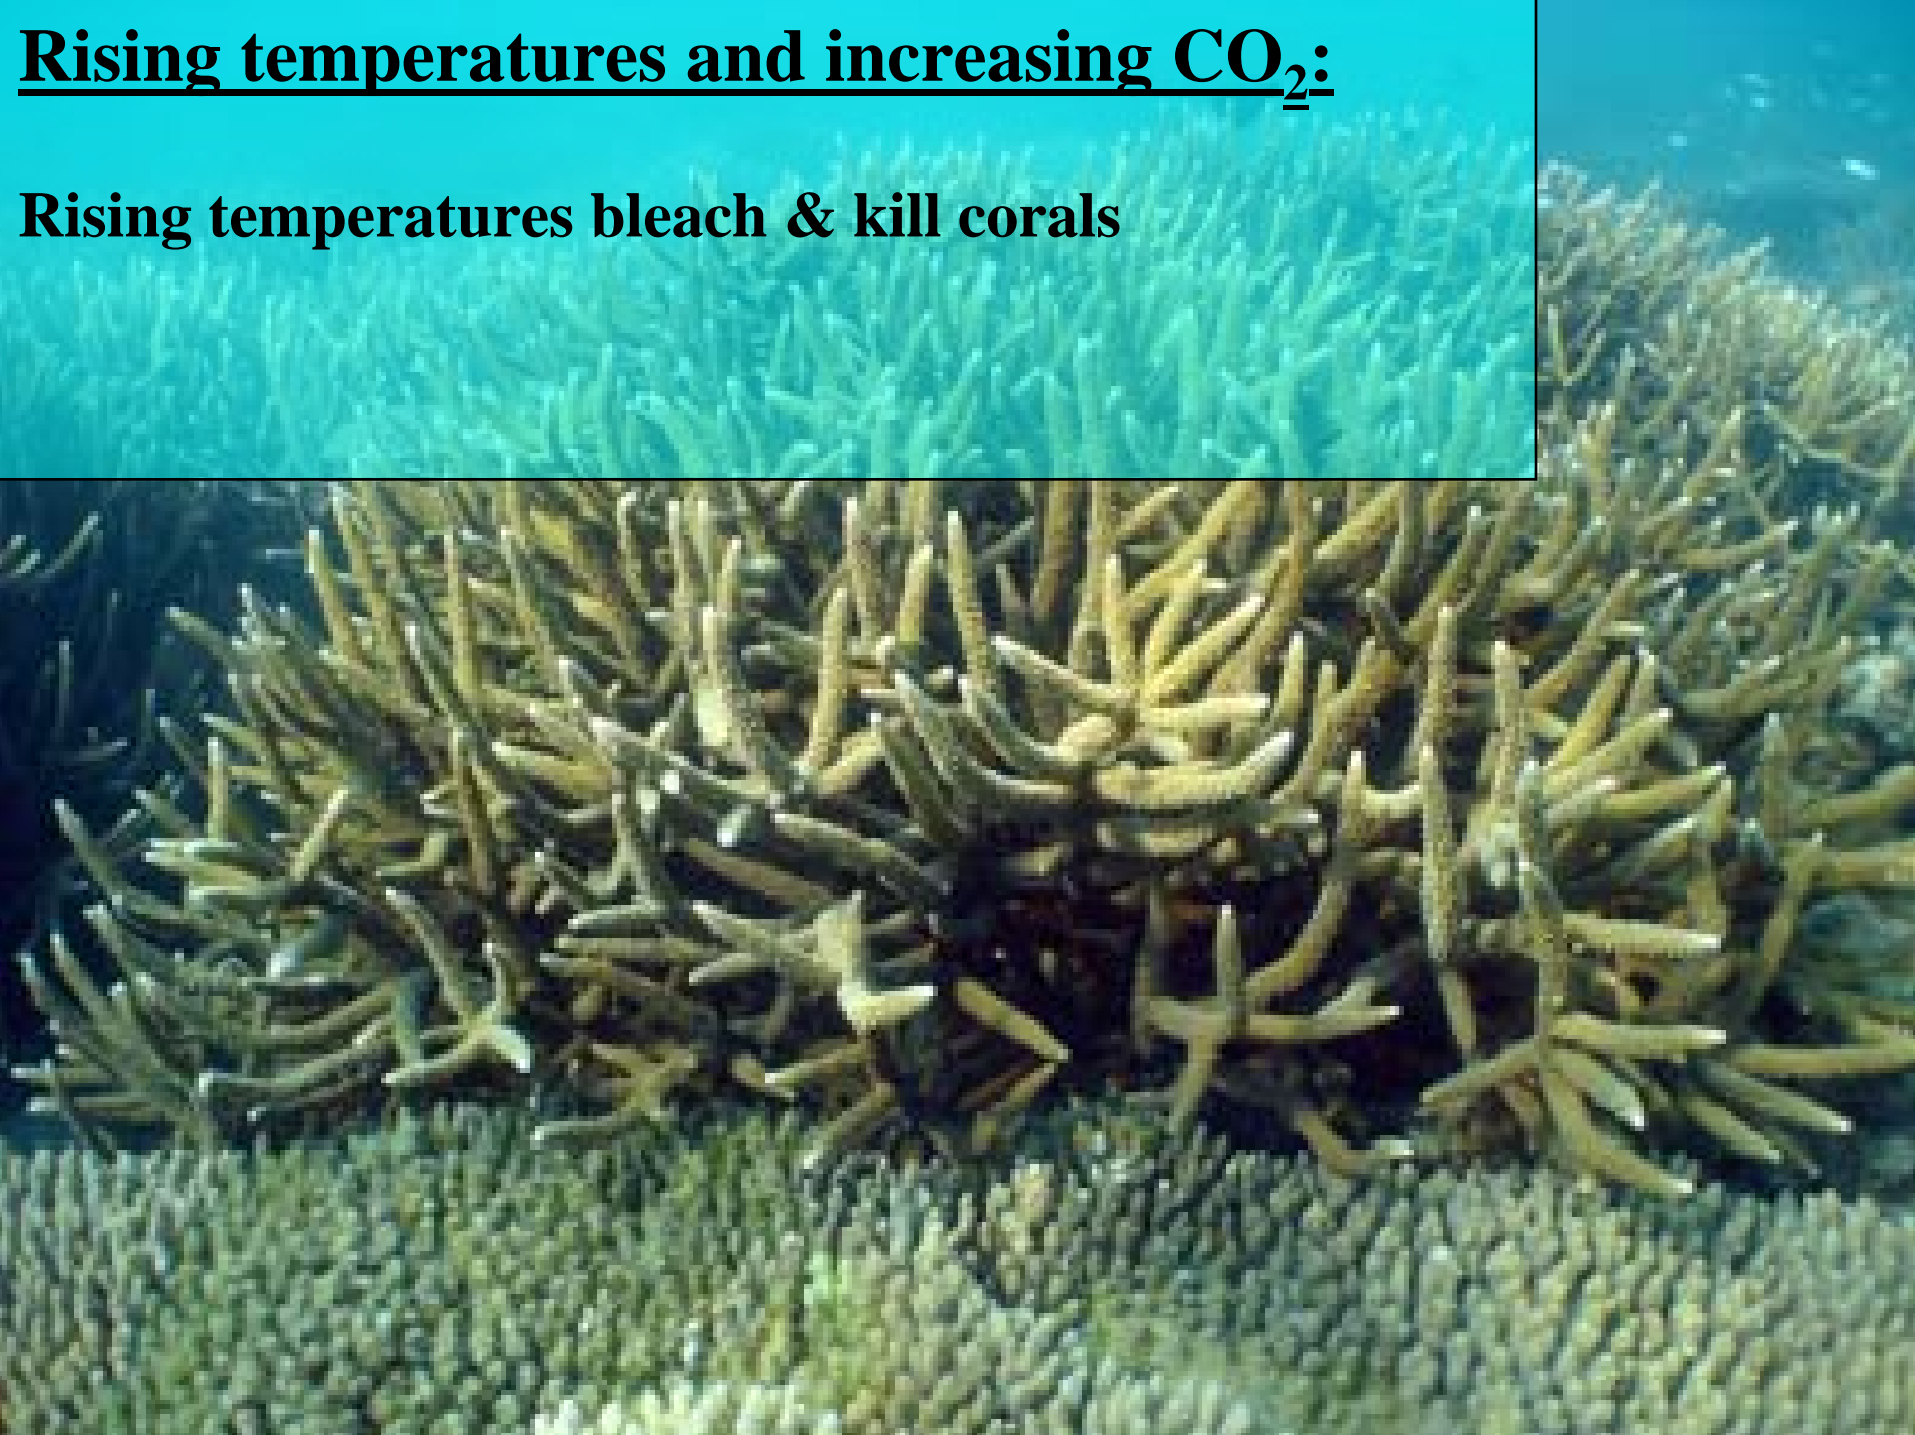 Rising temperatures and increasing CO₂:
Rising temperatures bleach & kill corals